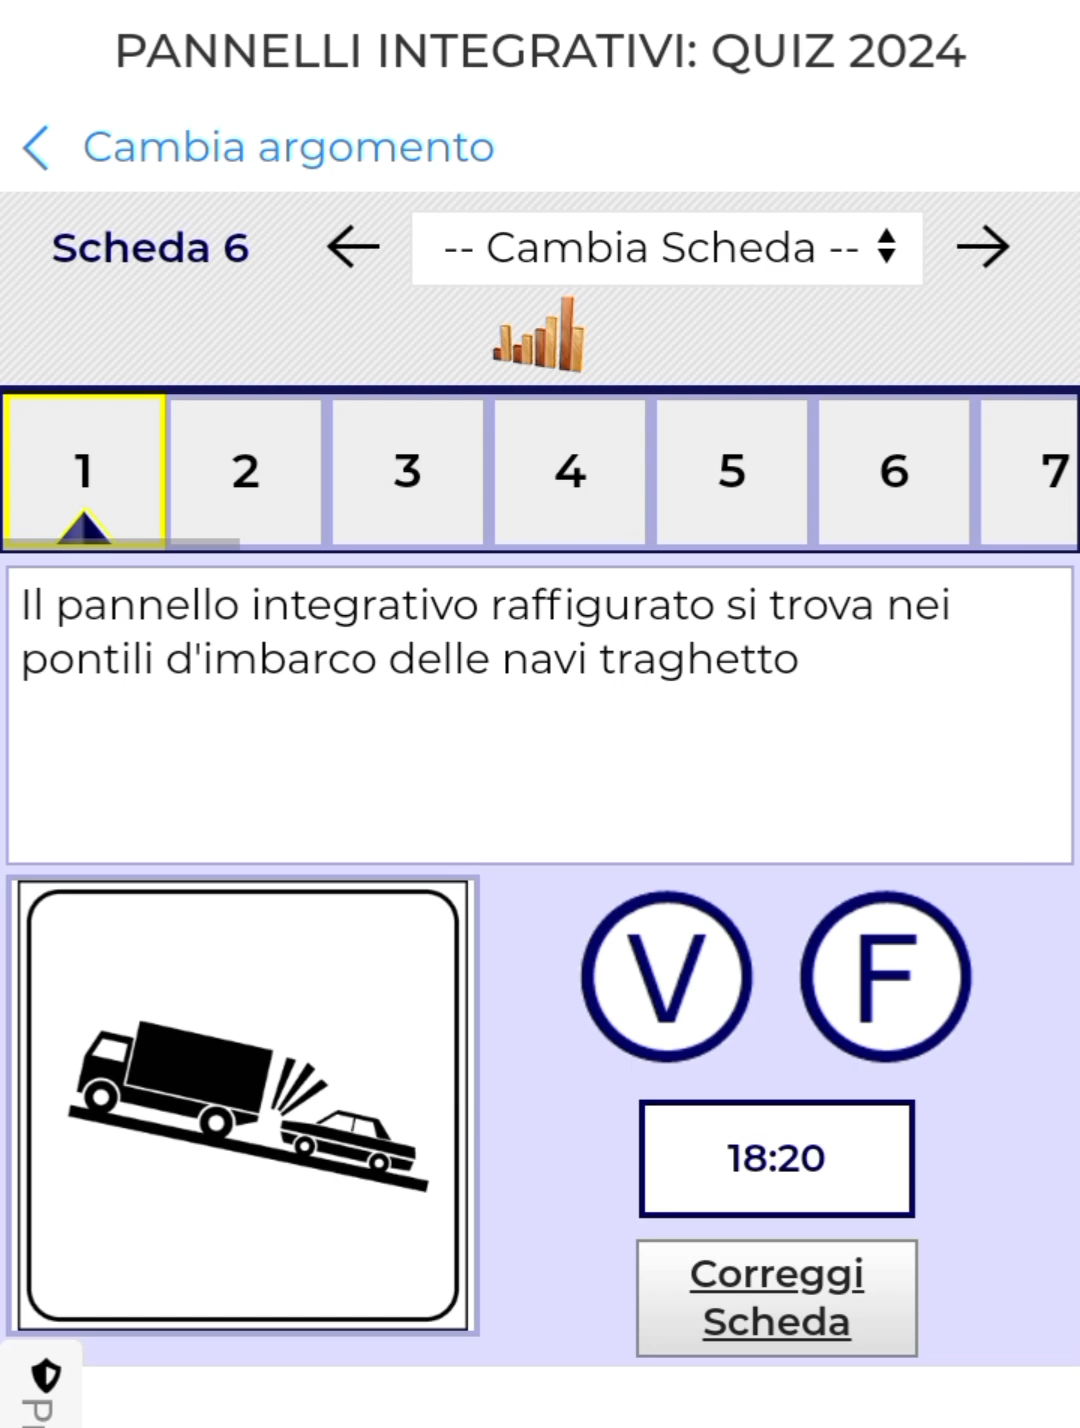 PANNELLI INTEGRATIVI: QUIZ 2024
Cambia argomento
Scheda 6
-- Cambia Scheda --
1 2 3 4 5 6 7
Il pannello integrativo raffigurato si trova nei
pontili d'imbarco delle navi traghetto
V F
18:20
Correggi
Scheda